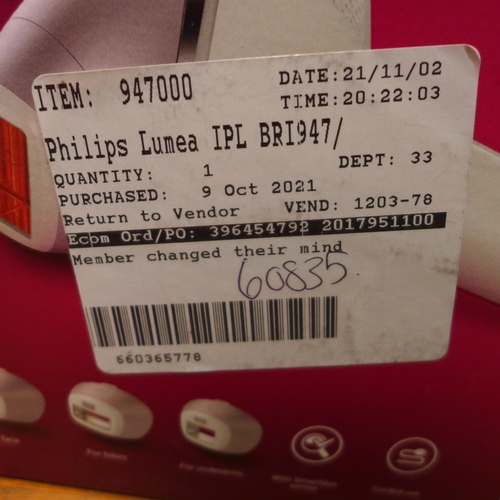 ITEM: 947000
DATE:21/11/02
TIME:20:22:03
Philips Lumea IPL BRI947/
QUANTITY: 1
DEPT: 33
PURCHASED: 9 Oct 2021
Return to Vendor VEND: 1203-78
Ecom Ord/PO: 396454792 2017951100
Member changed their mind
60835
660365778